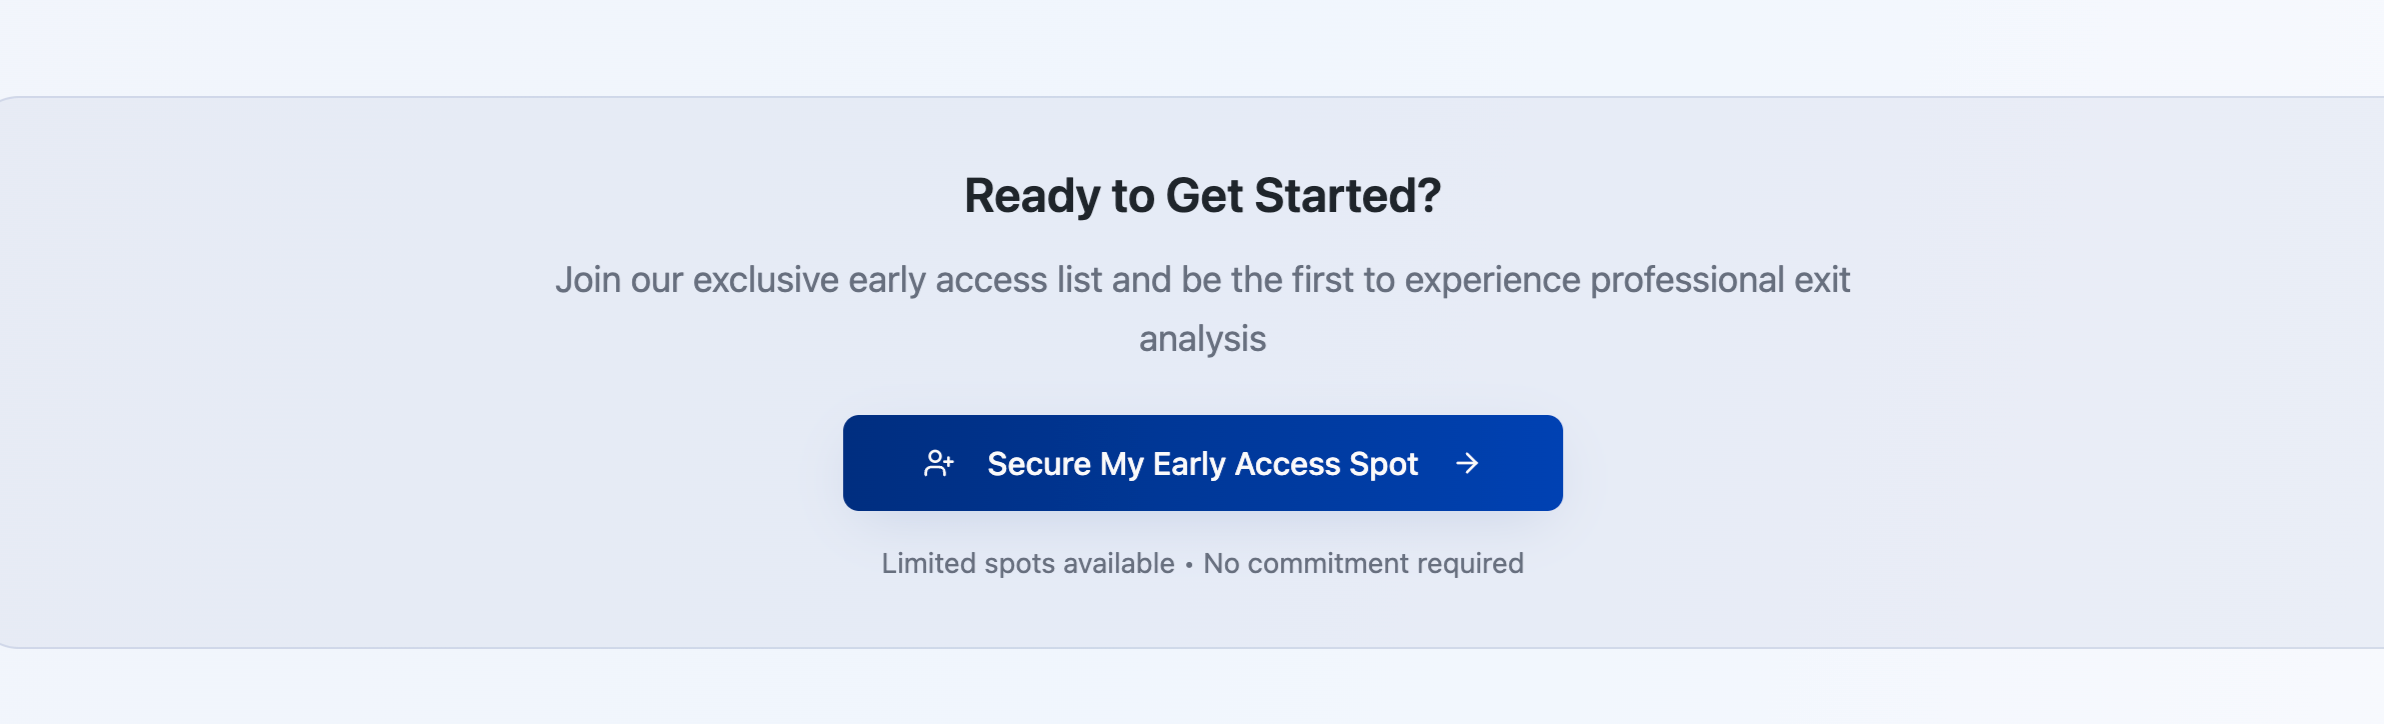 Ready to Get Started?
Join our exclusive early access list and be the first to experience professional exit
analysis
Secure My Early Access Spot
Limited spots available • No commitment required